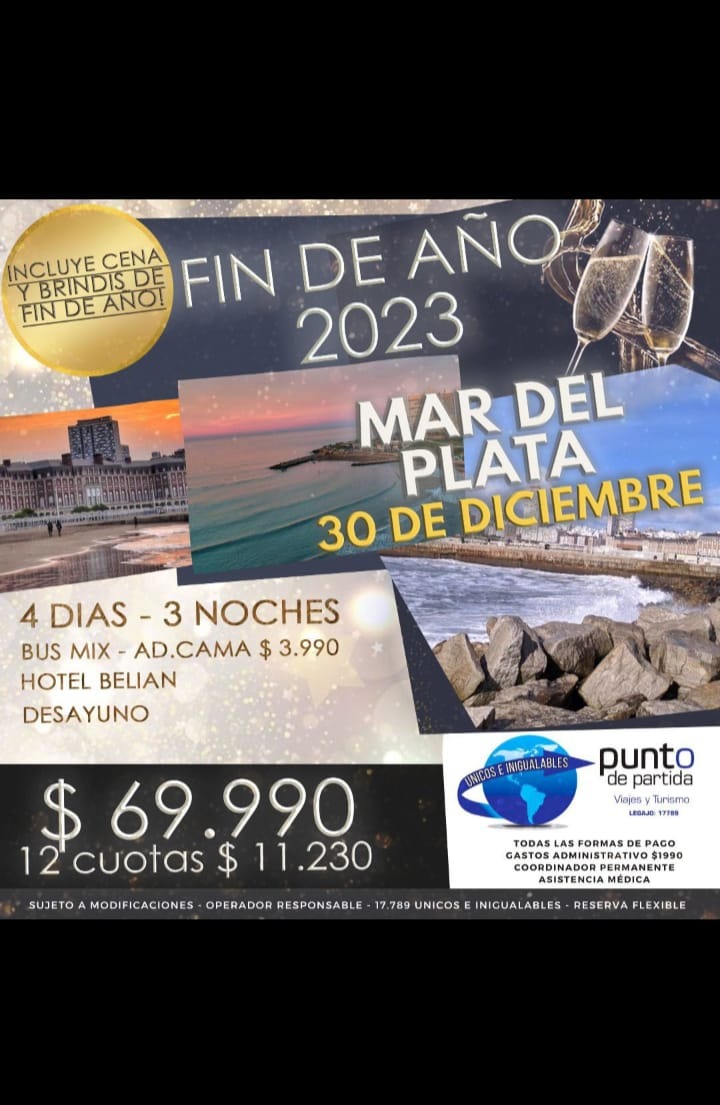 INCLUYE CENA
Y BRINDIS DE
FIN DE AÑO!
FIN DE AÑO
2023
MAR DEL
PLATA
30 DE DICIEMBRE
4 DIAS - 3 NOCHES
BUS MIX - AD.CAMA $ 3.990
HOTEL BELIAN
DESAYUNO
$ 69.990
12 cuotas $ 11.230
UNICOS E INIGUALABLES
punto
de partida
Viajes y Turismo
LEGAJO: 17789
TODAS LAS FORMAS DE PAGO
GASTOS ADMINISTRATIVO $1990
COORDINADOR PERMANENTE
ASISTENCIA MÉDICA
SUJETO A MODIFICACIONES - OPERADOR RESPONSABLE - 17.789 UNICOS E INIGUALABLES - RESERVA FLEXIBLE